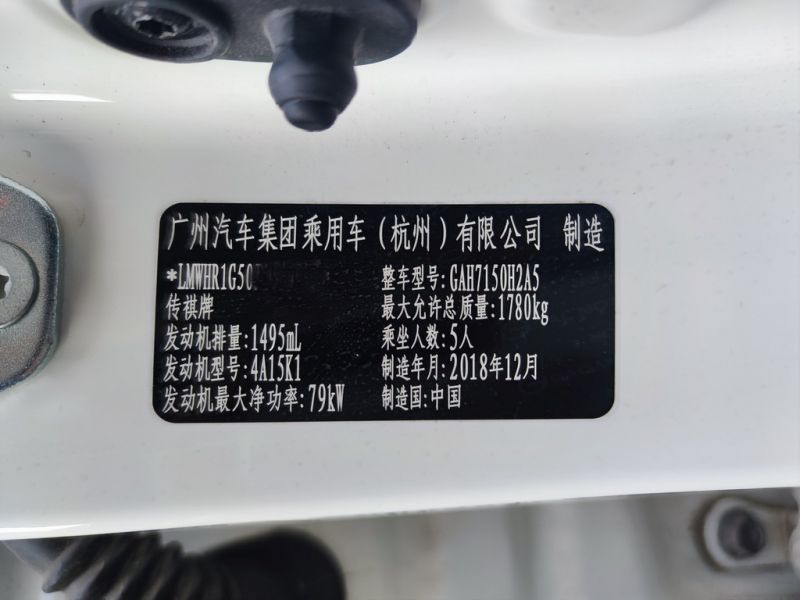 广州汽车集团乘用车（杭州）有限公司 制造
*LMWHR1G50
整车型号:GAH7150H2A5
传祺牌
最大允许总质量:1780kg
发动机排量:1495mL
乘坐人数:5人
发动机型号:4A15K1
制造年月:2018年12月
发动机最大净功率:79kW
制造国:中国